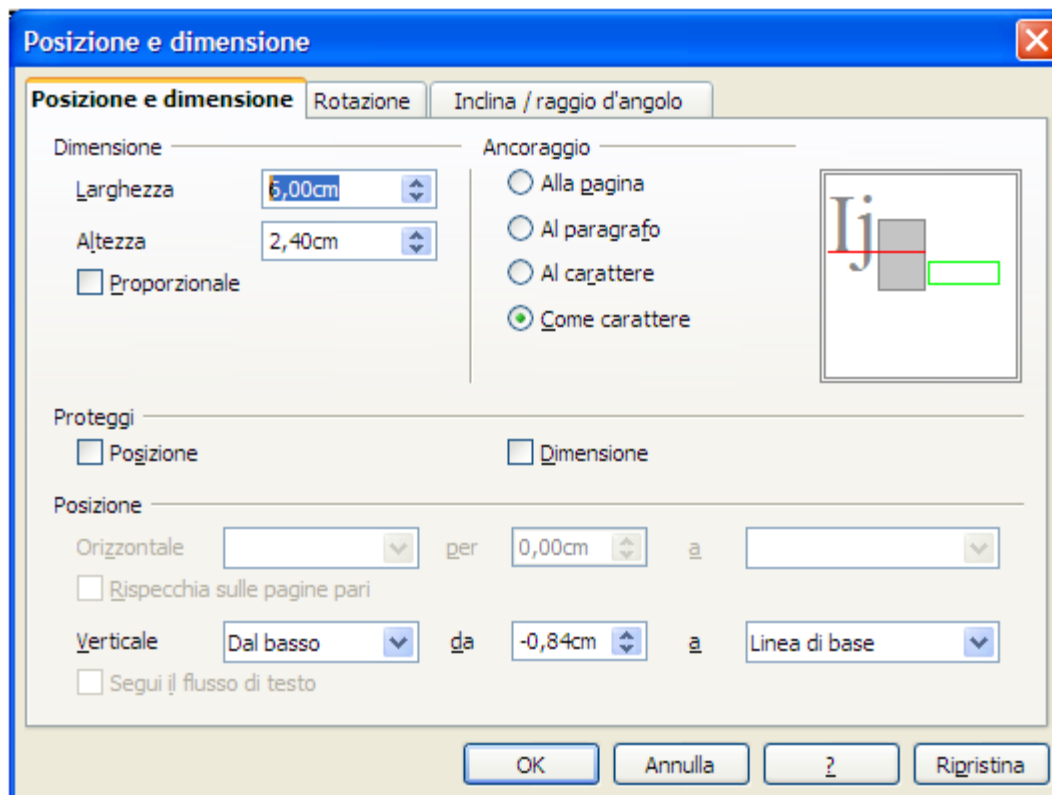 Posizione e dimensione
Posizione e dimensione Rotazione Inclina / raggio d'angolo
Dimensione Ancoraggio
Larghezza 6,00cm Alla pagina
Altezza 2,40cm Al paragrafo
Proporzionale Al carattere
Come carattere
Ij
Proteggi
Posizione Dimensione
Posizione
Orizzontale per 0,00cm a
Rispecchia sulle pagine pari
Verticale Dal basso da -0,84cm a Linea di base
Segui il flusso di testo
OK Annulla ? Ripristina